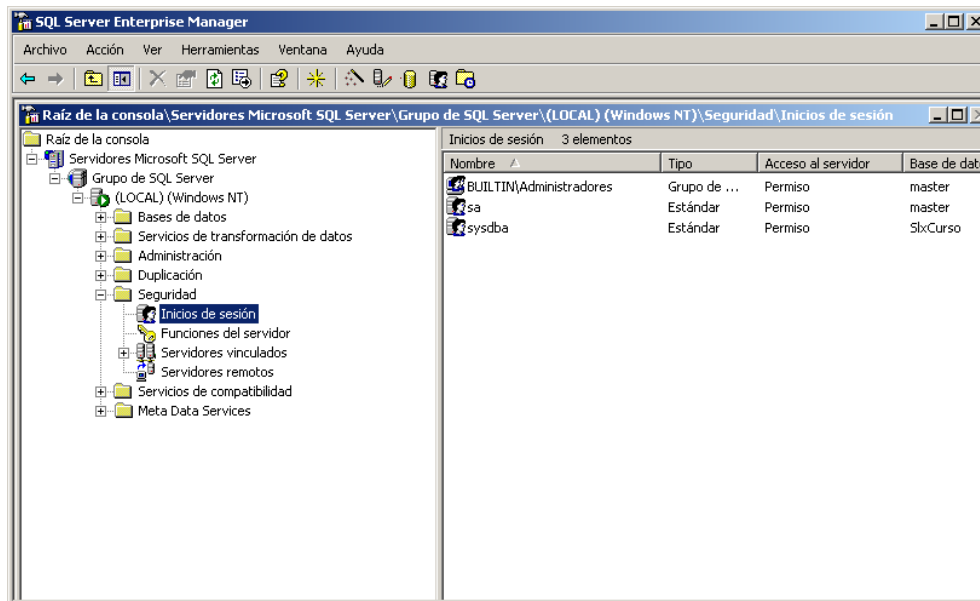 SQL Server Enterprise Manager
Archivo Acción Ver Herramientas Ventana Ayuda
Raíz de la consola\Servidores Microsoft SQL Server\Grupo de SQL Server\(LOCAL) (Windows NT)\Seguridad\Inicios de sesión
Raíz de la consola
Servidores Microsoft SQL Server
Grupo de SQL Server
(LOCAL) (Windows NT)
Bases de datos
Servicios de transformación de datos
Administración
Duplicación
Seguridad
Inicios de sesión
Funciones del servidor
Servidores vinculados
Servidores remotos
Servicios de compatibilidad
Meta Data Services
Inicios de sesión 3 elementos
Nombre Tipo Acceso al servidor Base de dat
BUILTIN\Administradores Grupo de ... Permiso master
sa Estándar Permiso master
sysdba Estándar Permiso SlxCurso